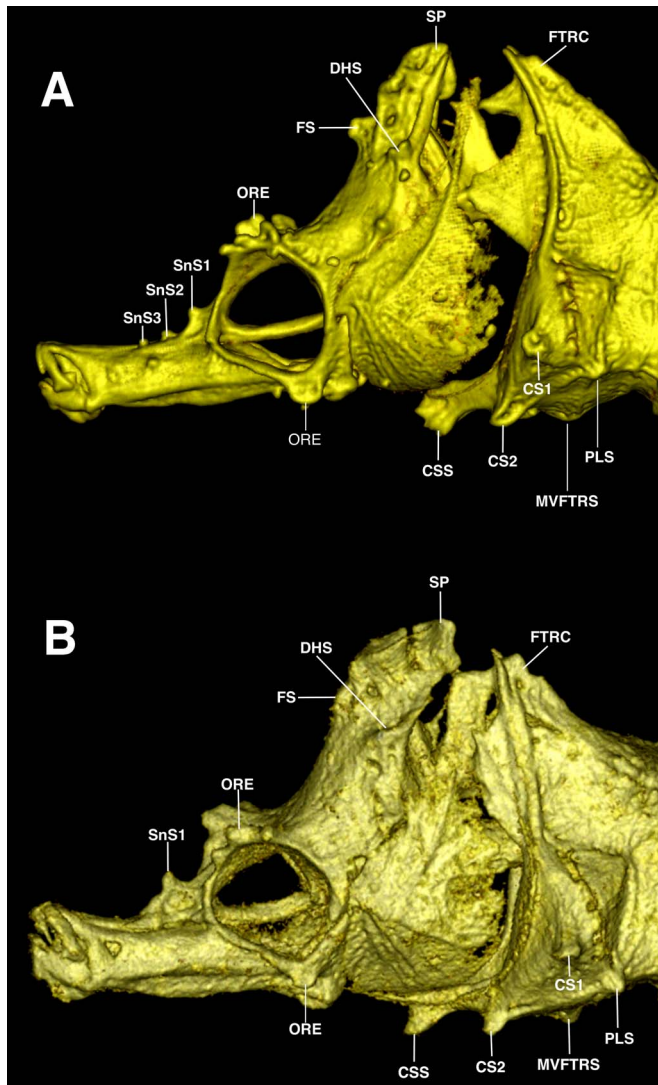 A
SP
FTRC
DHS
FS
ORE
SnS1
SnS2
SnS3
ORE
CS1
CSS
CS2
PLS
MVFTRS
B
SP
FTRC
DHS
FS
ORE
SnS1
CS1
ORE
PLS
CSS
CS2
MVFTRS